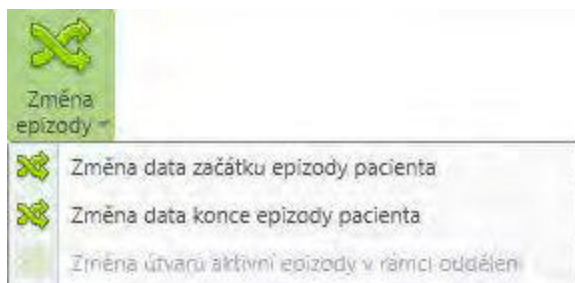 Změna
epizody
Změna data začátku epizody pacienta
Změna data konce epizody pacienta
Změna útvaru aktivní epizody v rámci oddělení